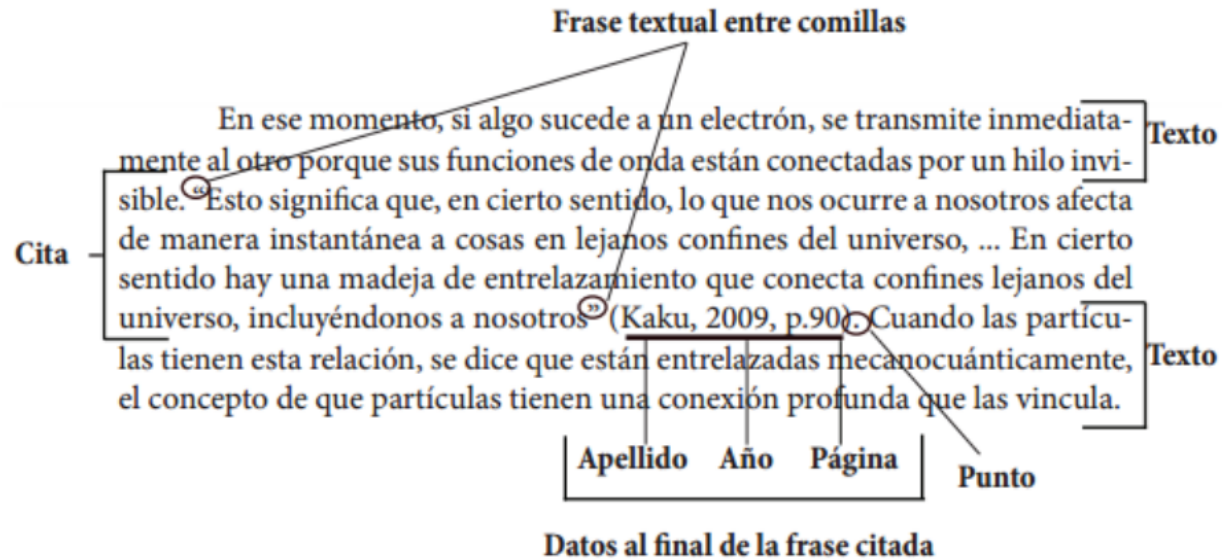 Frase textual entre comillas
En ese momento, si algo sucede a un electrón, se transmite inmediata-
mente al otro porque sus funciones de onda están conectadas por un hilo invi-
Texto
sible. “Esto significa que, en cierto sentido, lo que nos ocurre a nosotros afecta
Cita
de manera instantánea a cosas en lejanos confines del universo, ... En cierto
sentido hay una madeja de entrelazamiento que conecta confines lejanos del
universo, incluyéndonos a nosotros” (Kaku, 2009, p.90). Cuando las partícu-
las tienen esta relación, se dice que están entrelazadas mecanocuánticamente,
Texto
el concepto de que partículas tienen una conexión profunda que las vincula.
Apellido Año Página
Punto
Datos al final de la frase citada